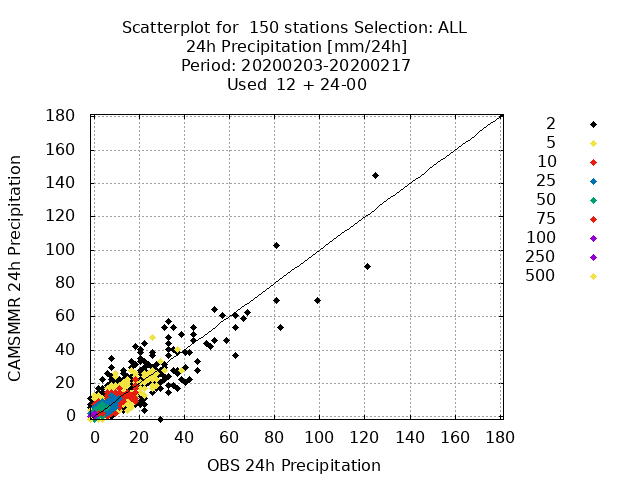 Scatterplot for  150 stations Selection: ALL
24h Precipitation [mm/24h]
Period: 20200203-20200217
Used  12 + 24-00
180
160
140
120
100
80
60
40
20
0
CAMSMMR 24h Precipitation
0 20 40 60 80 100 120 140 160 180
OBS 24h Precipitation
2
5
10
25
50
75
100
250
500